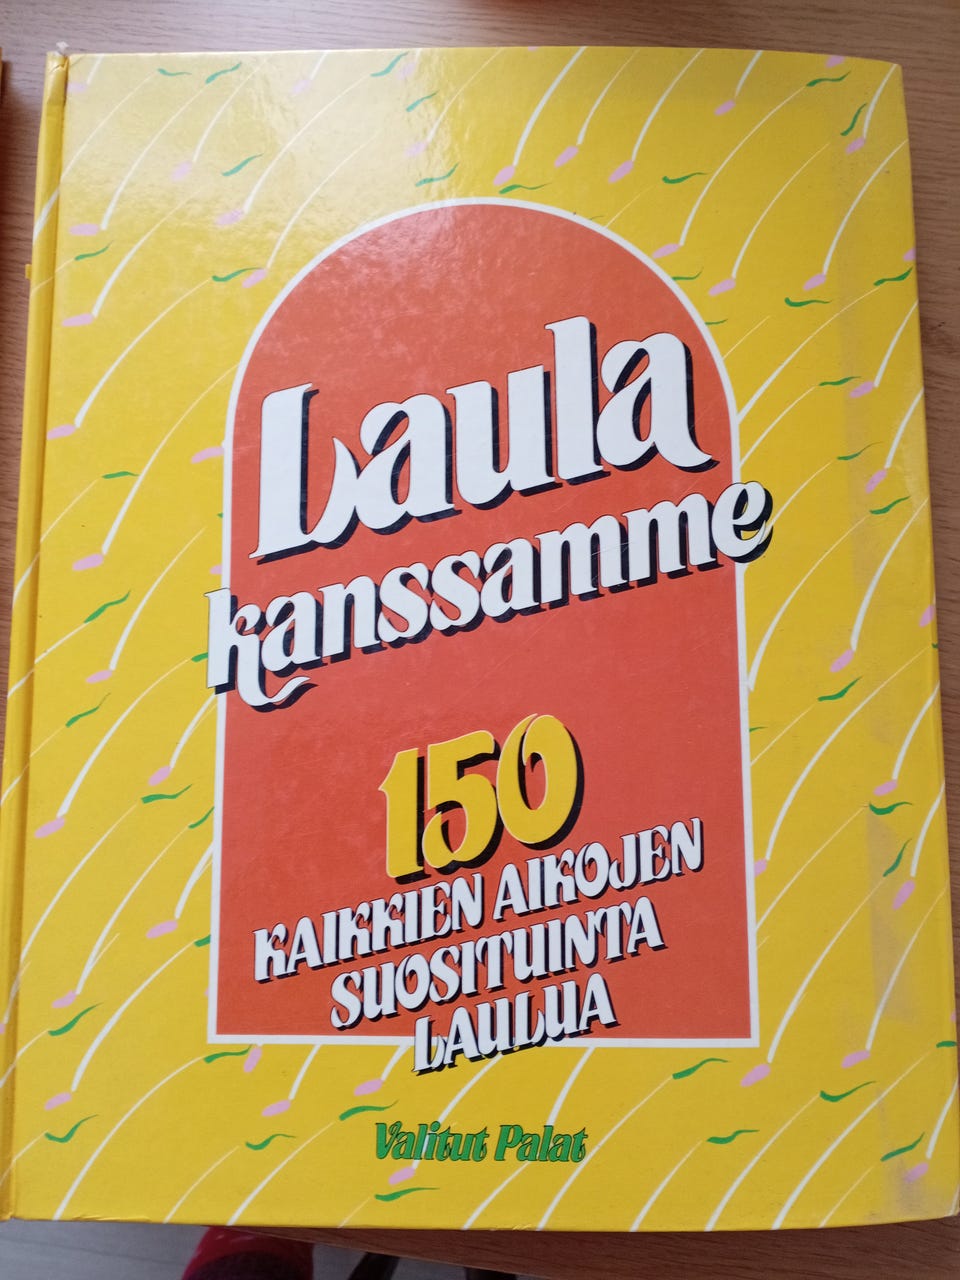 Laula
kanssamme
150
KAIKKIEN AIKOJEN
SUOSITUINTA
LAULUA
Valitut Palat